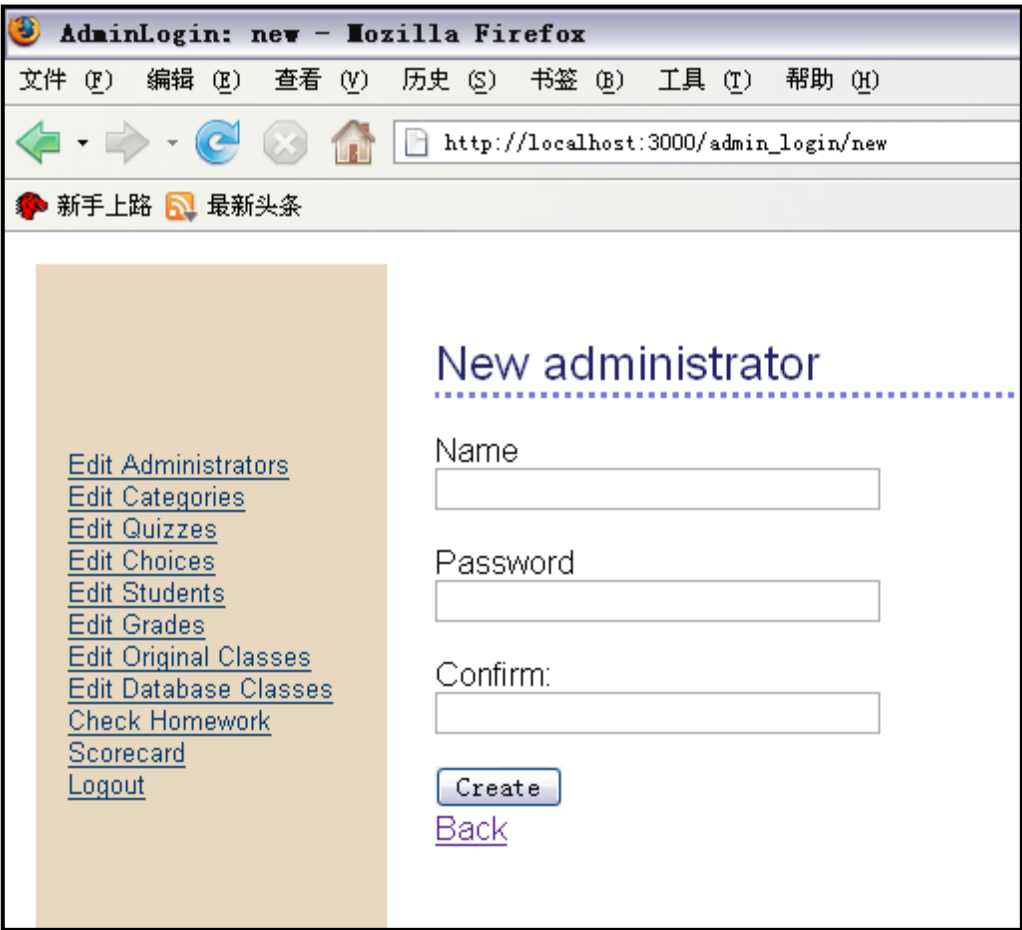 AdminLogin: new - Mozilla Firefox
文件 (F) 编辑 (E) 查看 (V) 历史 (S) 书签 (B) 工具 (T) 帮助 (H)
http://localhost:3000/admin_login/new
新手上路 最新头条
New administrator
Name
Password
Confirm:
Create
Back
Edit Administrators
Edit Categories
Edit Quizzes
Edit Choices
Edit Students
Edit Grades
Edit Original Classes
Edit Database Classes
Check Homework
Scorecard
Logout